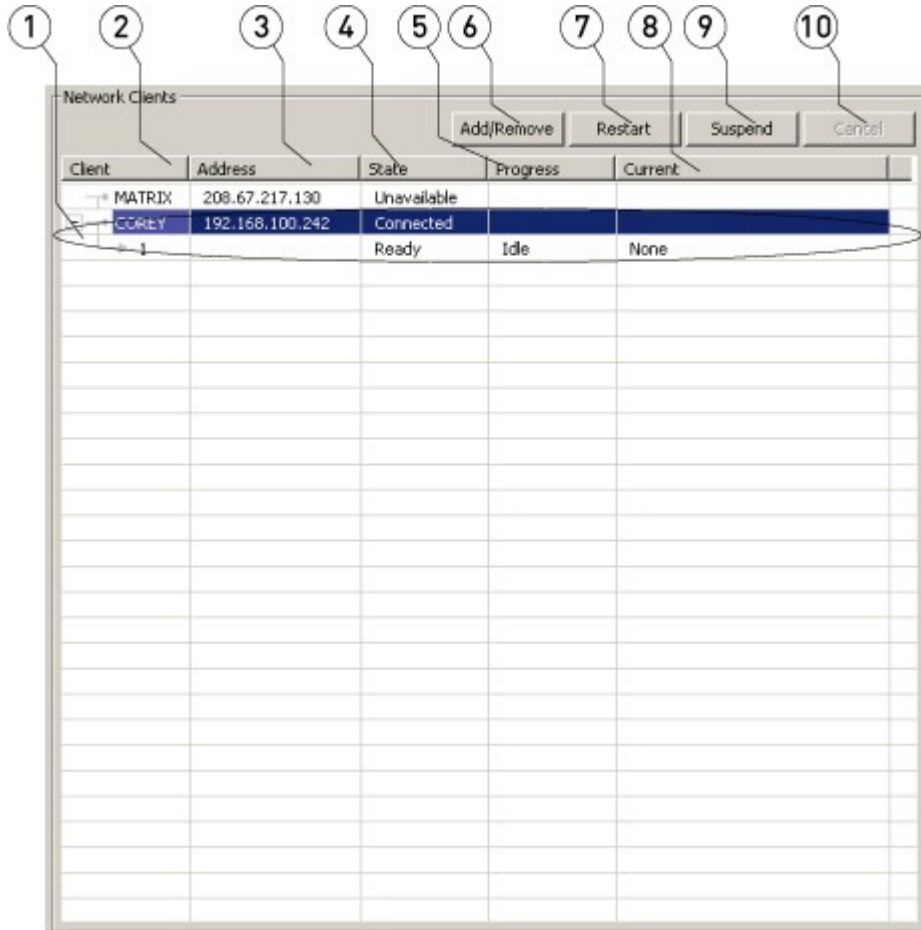 1 2 3 4 5 6 7 8 9 10
Network Clients
Add/Remove Restart Suspend Cancel
Client Address State Progress Current
MATRIX 208.67.217.130 Unavailable
COREY 192.168.100.242 Connected
1 Ready Idle None